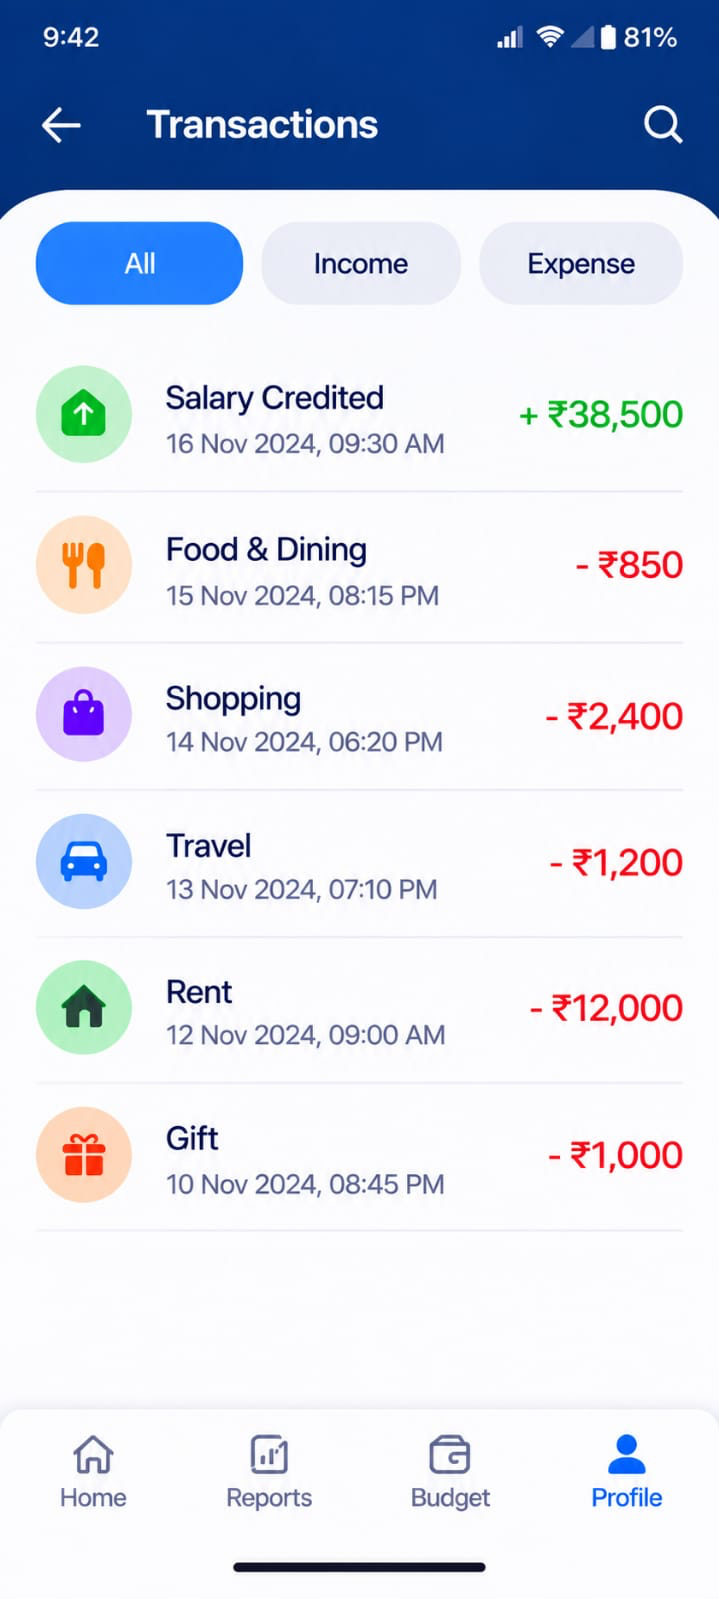 9:42
81%
Transactions
All
Income
Expense
Salary Credited
16 Nov 2024, 09:30 AM
+ ₹38,500
Food & Dining
15 Nov 2024, 08:15 PM
- ₹850
Shopping
14 Nov 2024, 06:20 PM
- ₹2,400
Travel
13 Nov 2024, 07:10 PM
- ₹1,200
Rent
12 Nov 2024, 09:00 AM
- ₹12,000
Gift
10 Nov 2024, 08:45 PM
- ₹1,000
Home
Reports
Budget
Profile